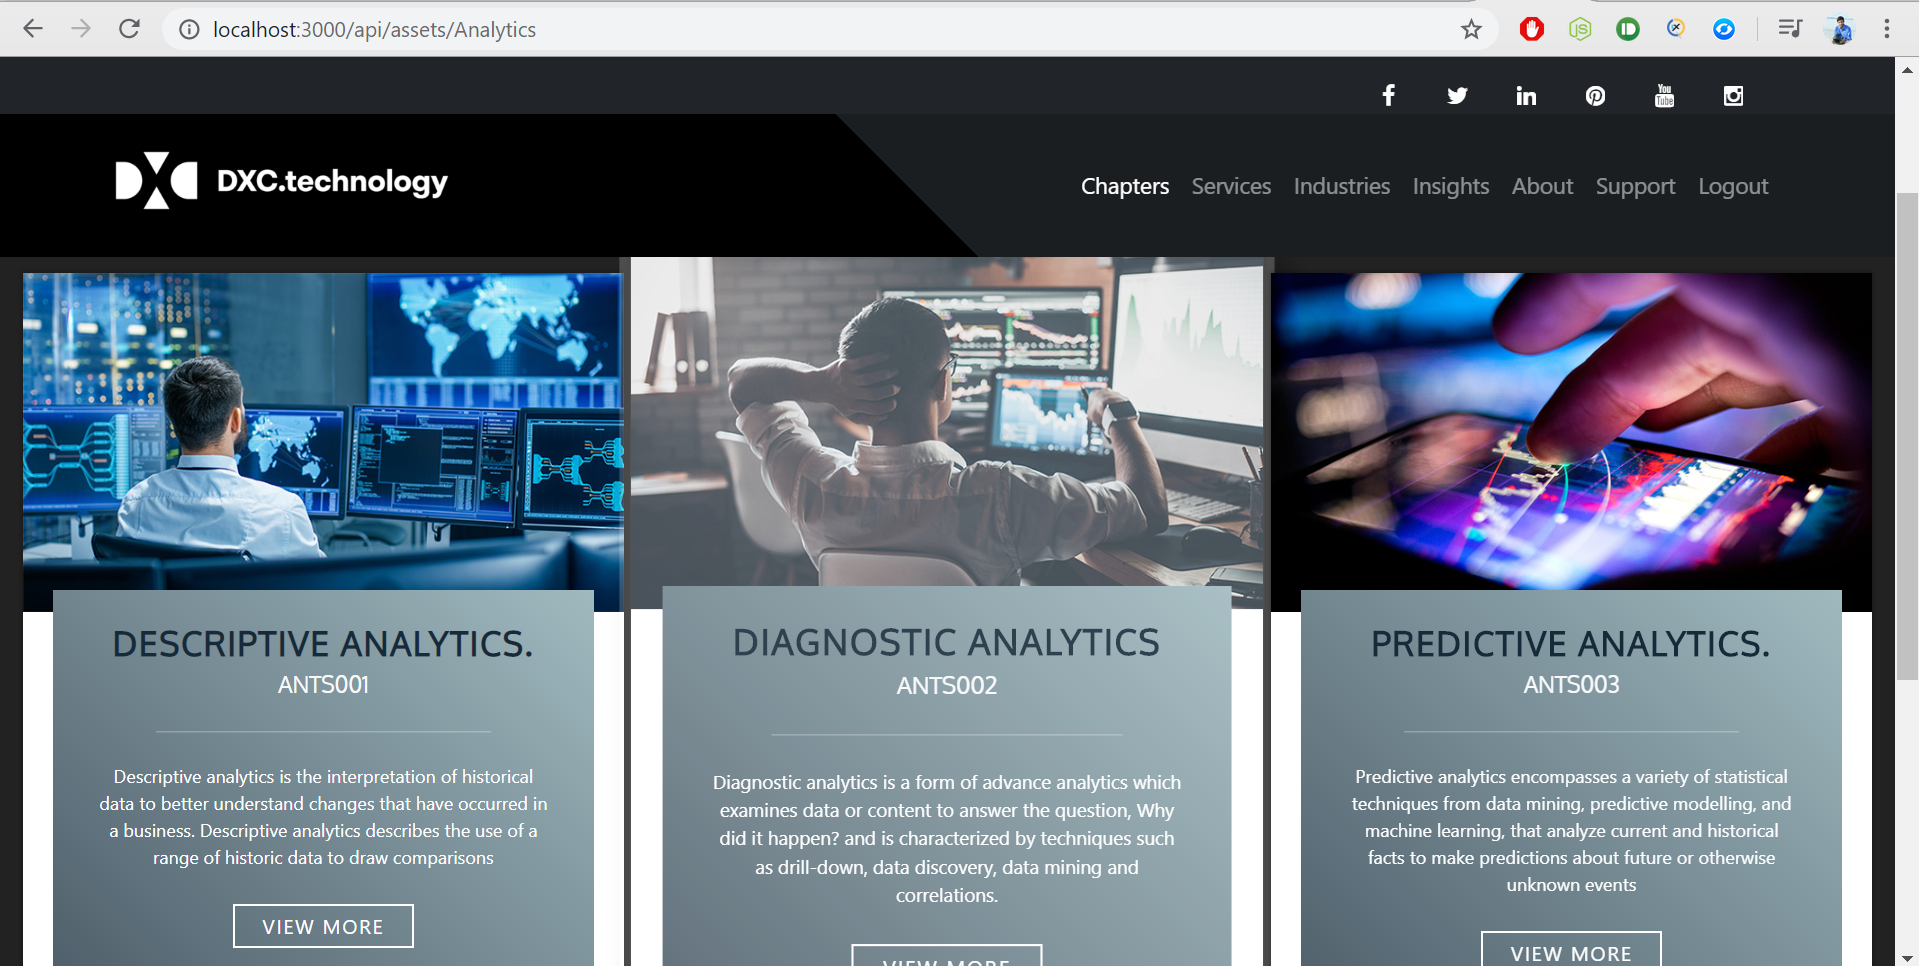 localhost:3000/api/assets/Analytics
You
Tube
DXC.technology
Chapters Services Industries Insights About Support Logout
DESCRIPTIVE ANALYTICS.
ANTS001
Descriptive analytics is the interpretation of historical
data to better understand changes that have occurred in
a business. Descriptive analytics describes the use of a
range of historic data to draw comparisons
VIEW MORE
DIAGNOSTIC ANALYTICS
ANTS002
Diagnostic analytics is a form of advance analytics which
examines data or content to answer the question, Why
did it happen? and is characterized by techniques such
as drill-down, data discovery, data mining and
correlations.
VIEW MORE
PREDICTIVE ANALYTICS.
ANTS003
Predictive analytics encompasses a variety of statistical
techniques from data mining, predictive modelling, and
machine learning, that analyze current and historical
facts to make predictions about future or otherwise
unknown events
VIEW MORE